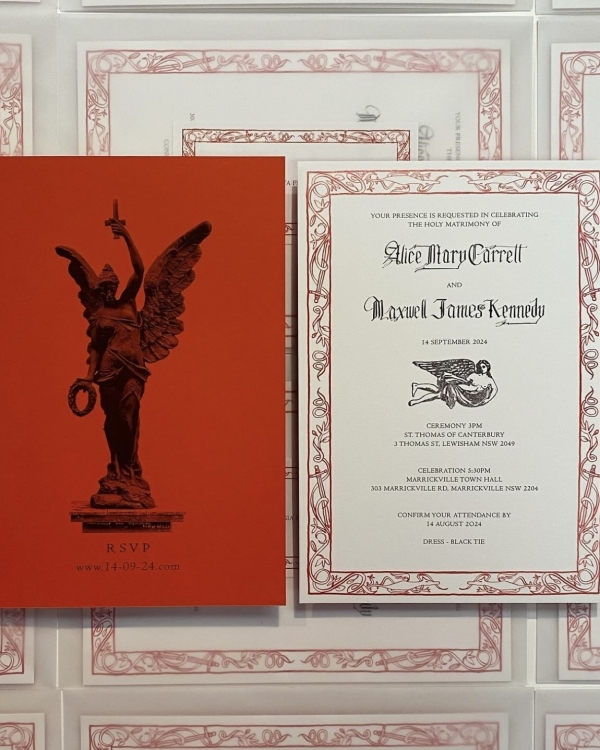 RSVP
www.14-09-24.com
YOUR PRESENCE IS REQUESTED IN CELEBRATING
THE HOLY MATRIMONY OF
Alice Mary Carrett
AND
Maxwell James Kennedy
14 SEPTEMBER 2024
CEREMONY 3PM
ST. THOMAS OF CANTERBURY
3 THOMAS ST, LEWISHAM NSW 2049
CELEBRATION 5:30PM
MARRICKVILLE TOWN HALL
303 MARRICKVILLE RD, MARRICKVILLE NSW 2204
CONFIRM YOUR ATTENDANCE BY
14 AUGUST 2024
DRESS - BLACK TIE